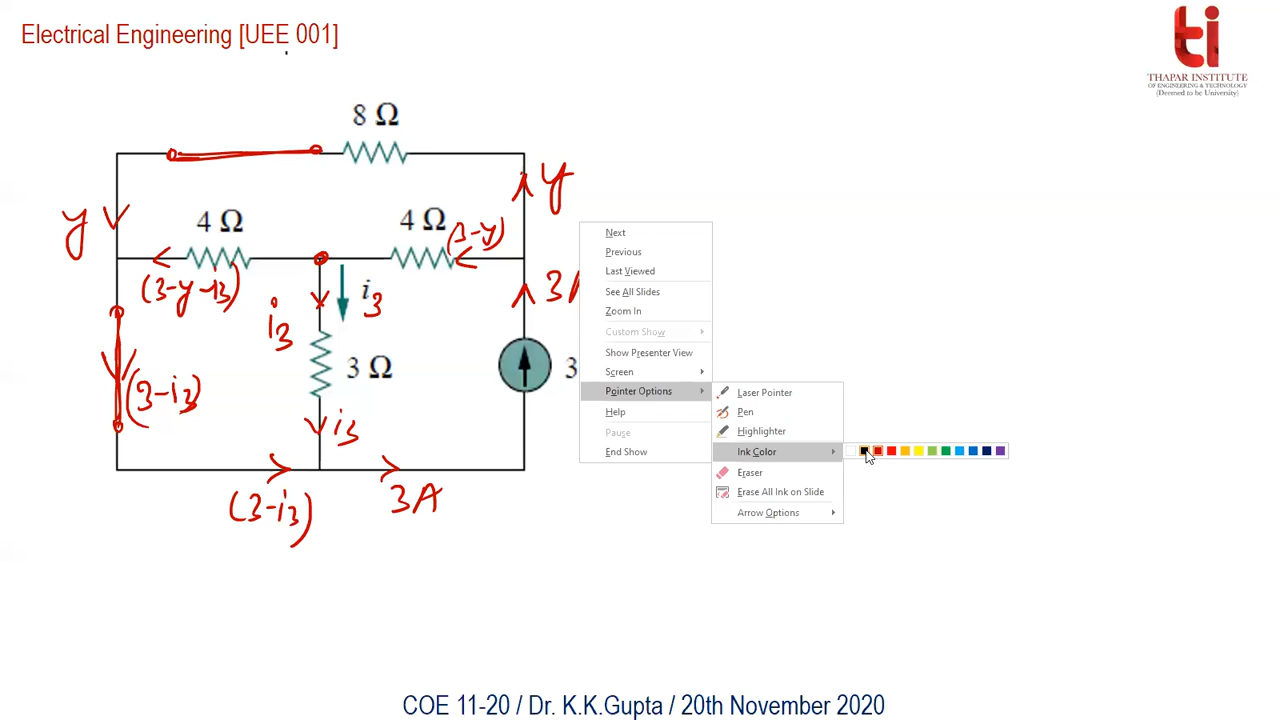 Electrical Engineering [UEE 001]
ti
THAPAR INSTITUTE
OF ENGINEERING & TECHNOLOGY
(Deemed to be University)
8 Ω
y
y
4 Ω
4 Ω
(3-y)
(3-y-i3)
i3
i3
3A
3 Ω
3
(3-i3)
i3
(3-i3)
3A
Next
Previous
Last Viewed
See All Slides
Zoom In
Custom Show
Show Presenter View
Screen
Pointer Options
Help
Pause
End Show
Laser Pointer
Pen
Highlighter
Ink Color
Eraser
Erase All Ink on Slide
Arrow Options
COE 11-20 / Dr. K.K.Gupta / 20th November 2020